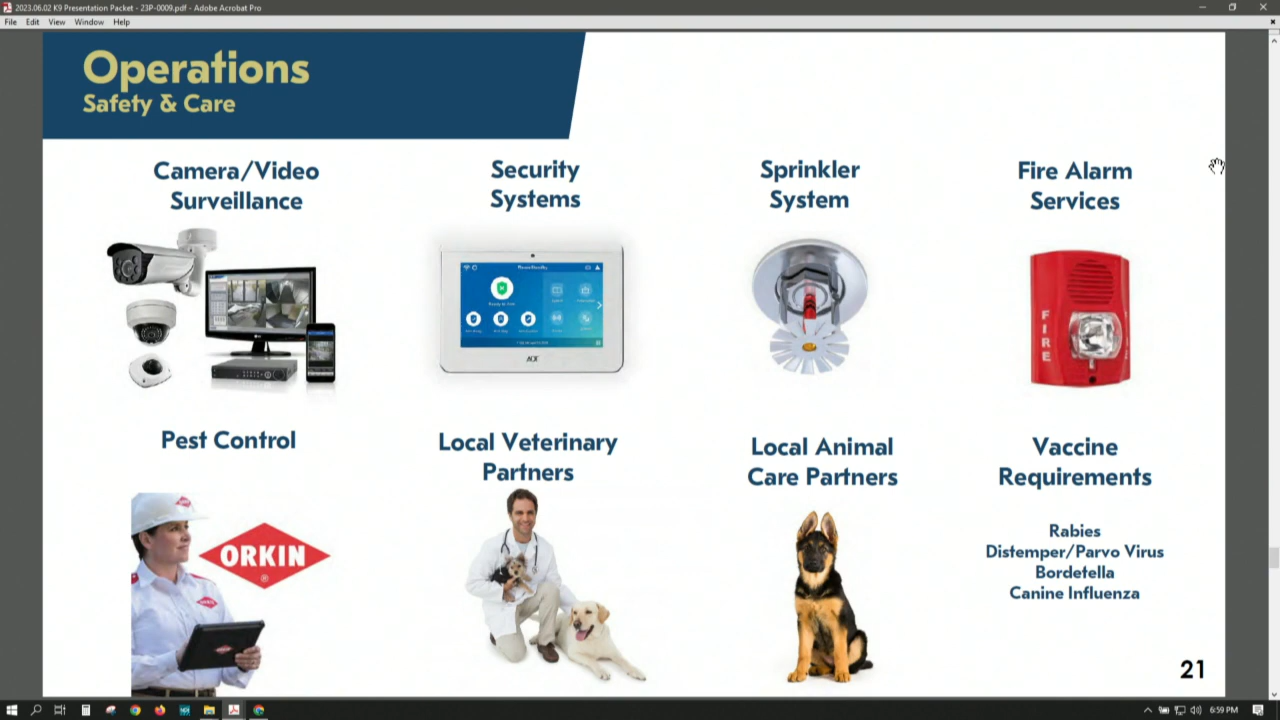 2023.06.02 K9 Presentation Packet - 23P-0009.pdf - Adobe Acrobat Pro
File Edit View Window Help
Operations
Safety & Care
Camera/Video
Surveillance
Security
Systems
Sprinkler
System
Fire Alarm
Services
FIRE
Pest Control
Local Veterinary
Partners
Local Animal
Care Partners
Vaccine
Requirements
ORKIN
®
Rabies
Distemper/Parvo Virus
Bordetella
Canine Influenza
21
6:59 PM